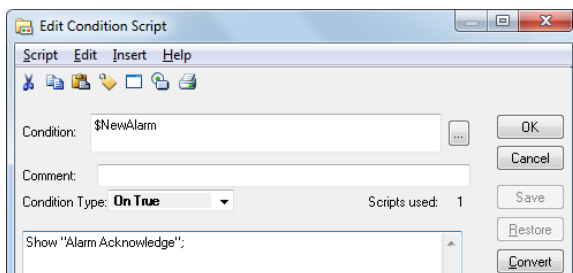 Edit Condition Script
Script Edit Insert Help
Condition: $NewAlarm ... OK
Cancel
Comment:
Condition Type: On True Scripts used: 1 Save
Restore
Show "Alarm Acknowledge";
Convert